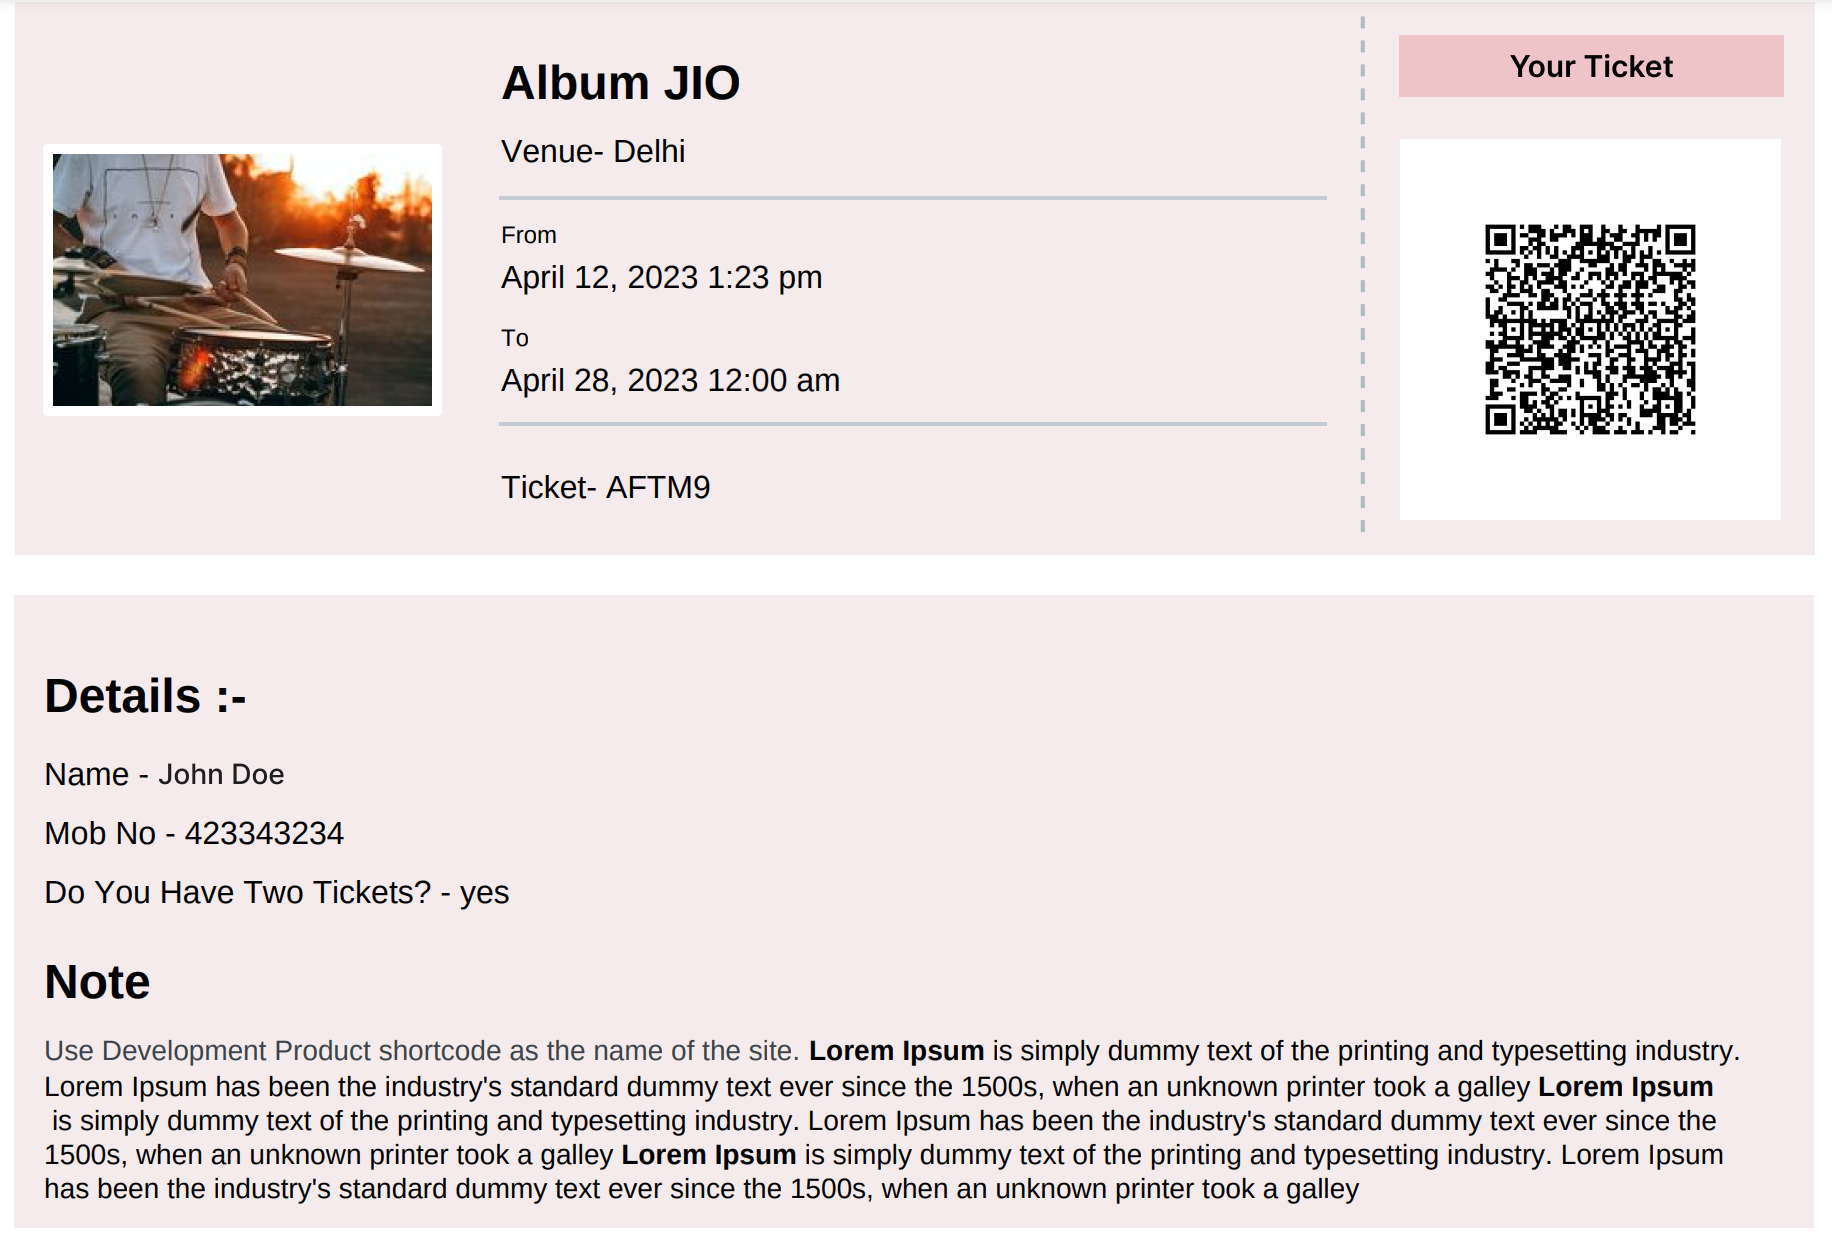 Album JIO
Venue- Delhi
From
April 12, 2023 1:23 pm
To
April 28, 2023 12:00 am
Ticket- AFTM9
Your Ticket
Details :-
Name - John Doe
Mob No - 423343234
Do You Have Two Tickets? - yes
Note
Use Development Product shortcode as the name of the site. Lorem Ipsum is simply dummy text of the printing and typesetting industry.
Lorem Ipsum has been the industry's standard dummy text ever since the 1500s, when an unknown printer took a galley Lorem Ipsum
is simply dummy text of the printing and typesetting industry. Lorem Ipsum has been the industry's standard dummy text ever since the
1500s, when an unknown printer took a galley Lorem Ipsum is simply dummy text of the printing and typesetting industry. Lorem Ipsum
has been the industry's standard dummy text ever since the 1500s, when an unknown printer took a galley